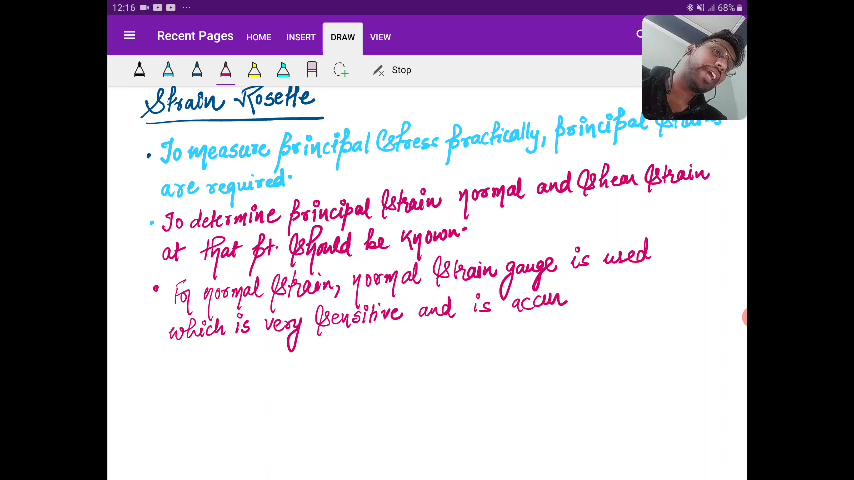 12:16
68%
Recent Pages
HOME
INSERT
DRAW
VIEW
Stop
Strain Rosette
• To measure principal stress practically, principal strains
are required.
• To determine principal strain normal and shear strain
at that pt. should be known.
• For normal strain, normal strain gauge is used
which is very sensitive and is accur